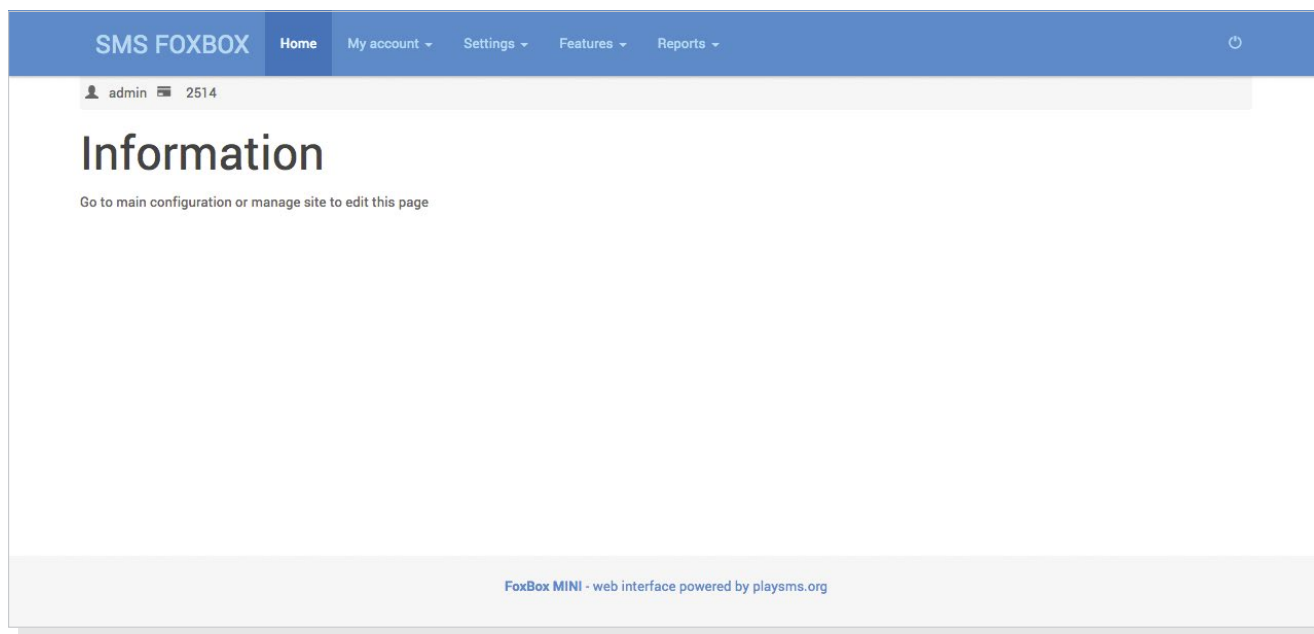 SMS FOXBOX Home My account Settings Features Reports
admin 2514
Information
Go to main configuration or manage site to edit this page
FoxBox MINI - web interface powered by playsms.org